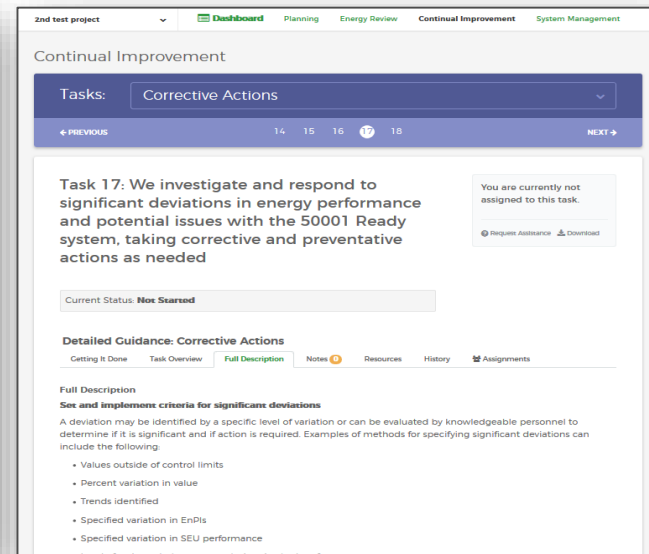 2nd test project
Dashboard Planning Energy Review Continual Improvement System Management
Continual Improvement
Tasks: Corrective Actions
← PREVIOUS 14 15 16 17 18 NEXT →
Task 17: We investigate and respond to
significant deviations in energy performance
and potential issues with the 50001 Ready
system, taking corrective and preventative
actions as needed
You are currently not
assigned to this task.
Request Assistance Download
Current Status: Not Started
Detailed Guidance: Corrective Actions
Getting It Done Task Overview Full Description Notes 0 Resources History Assignments
Full Description
Set and implement criteria for significant deviations
A deviation may be identified by a specific level of variation or can be evaluated by knowledgeable personnel to
determine if it is significant and if action is required. Examples of methods for specifying significant deviations can
include the following:
• Values outside of control limits
• Percent variation in value
• Trends identified
• Specified variation in EnPIs
• Specified variation in SEU performance